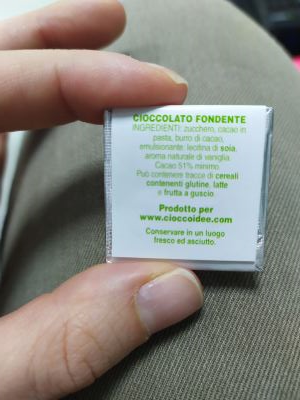 CIOCCOLATO FONDENTE
INGREDIENTI: zucchero, cacao in
pasta, burro di cacao,
emulsionante: lecitina di soia,
aroma naturale di vaniglia.
Cacao 51% minimo.
Può contenere tracce di cereali
contenenti glutine, latte
e frutta a guscio
Prodotto per
www.cioccoidee.com
Conservare in un luogo
fresco ed asciutto.